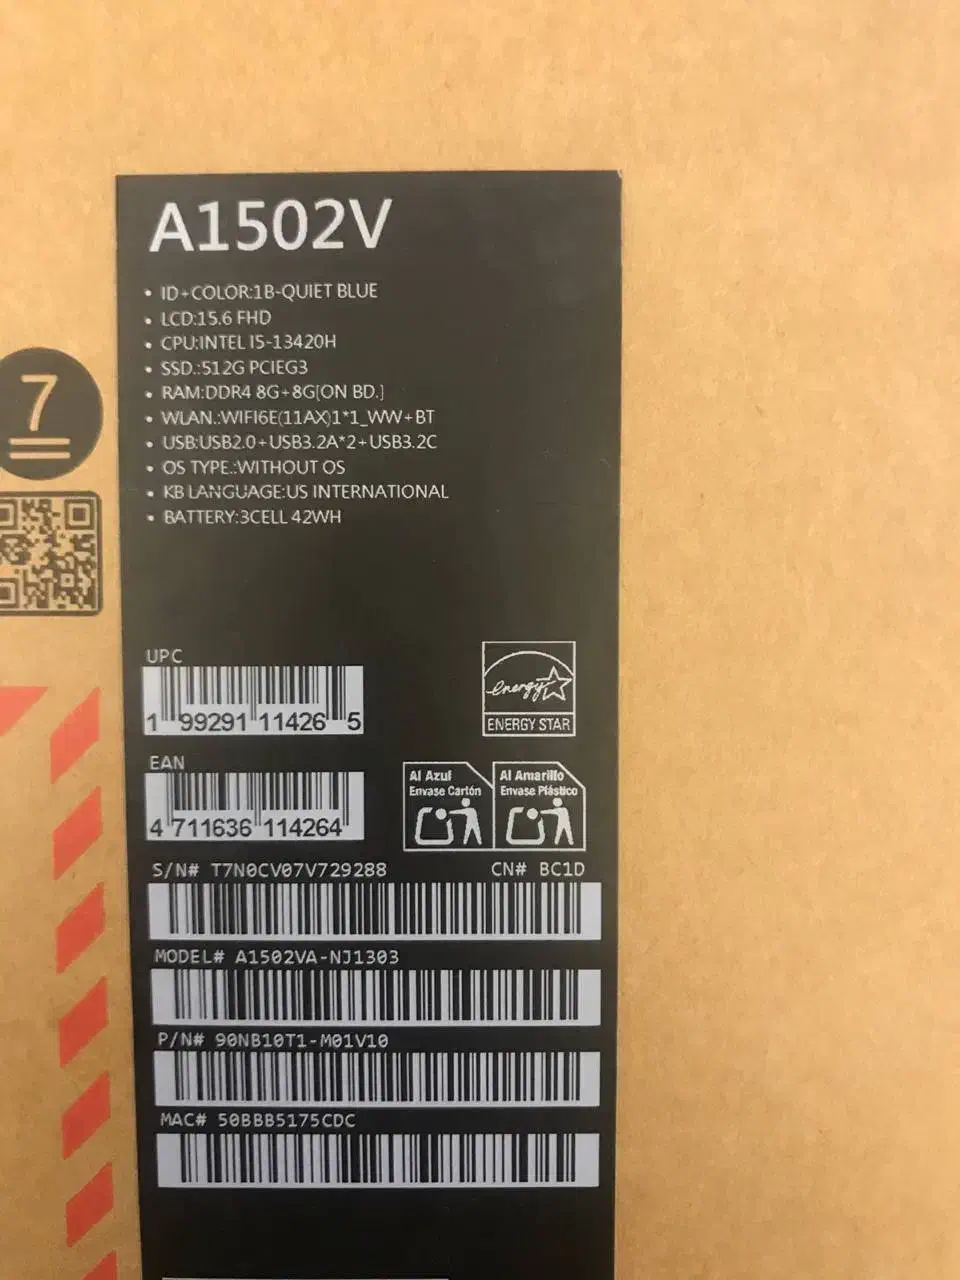 A1502V
• ID+COLOR:1B-QUIET BLUE
• LCD:15.6 FHD
• CPU:INTEL I5-13420H
• SSD.:512G PCIEG3
• RAM:DDR4 8G+8G[ON BD.]
• WLAN.:WIFI6E(11AX)1*1_WW+BT
• USB:USB2.0+USB3.2A*2+USB3.2C
• OS TYPE.:WITHOUT OS
• KB LANGUAGE:US INTERNATIONAL
• BATTERY:3CELL 42WH
7
UPC
1 99291 11426 5
energy
ENERGY STAR
EAN
4 711636 114264
Al Azul
Envase Cartón
Al Amarillo
Envase Plástico
S/N# T7N0CV07V729288 CN# BC1D
MODEL# A1502VA-NJ1303
P/N# 90NB10T1-M01V10
MAC# 50BBB5175CDC